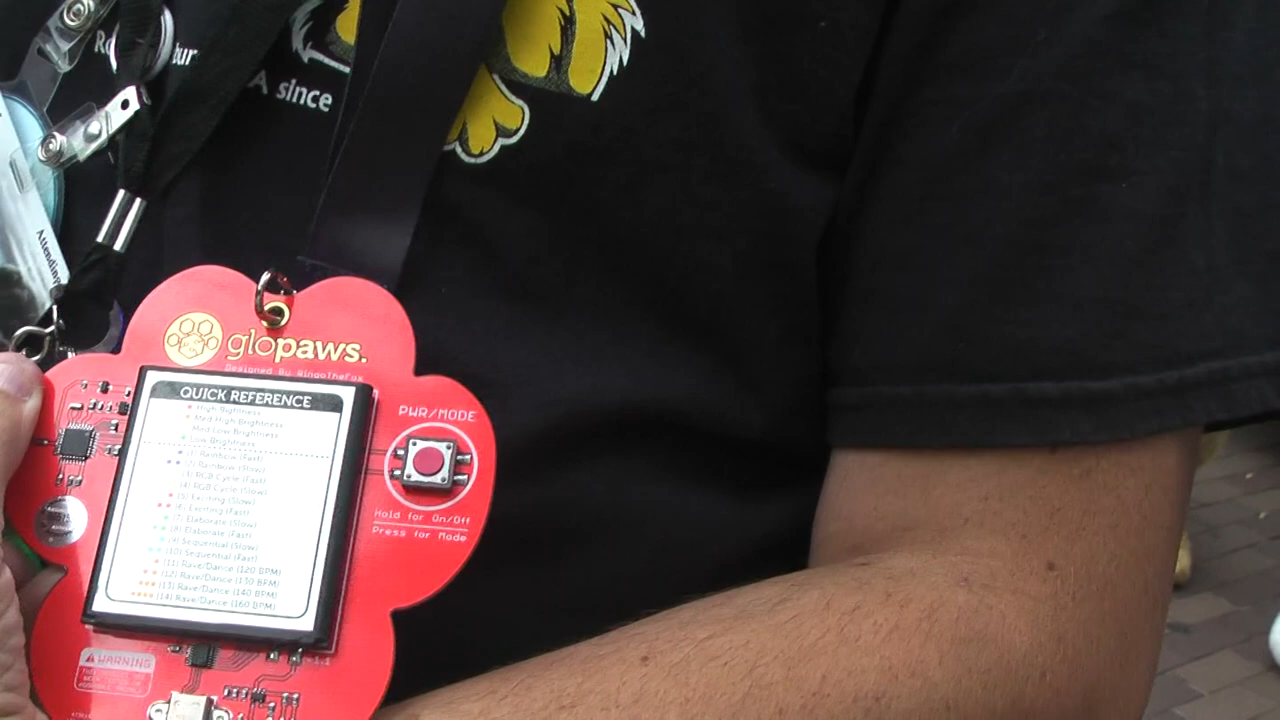 A since
Attending
glopaws.
Designed By RingoTheFox
QUICK REFERENCE
High Brightness
Med High Brightness
Med Low Brightness
Low Brightness
(1) Rainbow (Fast)
(2) Rainbow (Slow)
(3) RGB Cycle (Fast)
(4) RGB Cycle (Slow)
(5) Exciting (Slow)
(6) Exciting (Fast)
(7) Elaborate (Slow)
(8) Elaborate (Fast)
(9) Sequential (Slow)
(10) Sequential (Fast)
(11) Rave/Dance (120 BPM)
(12) Rave/Dance (130 BPM)
(13) Rave/Dance (140 BPM)
(14) Rave/Dance (160 BPM)
PWR/MODE
Hold for On/Off
Press for Mode
WARNING